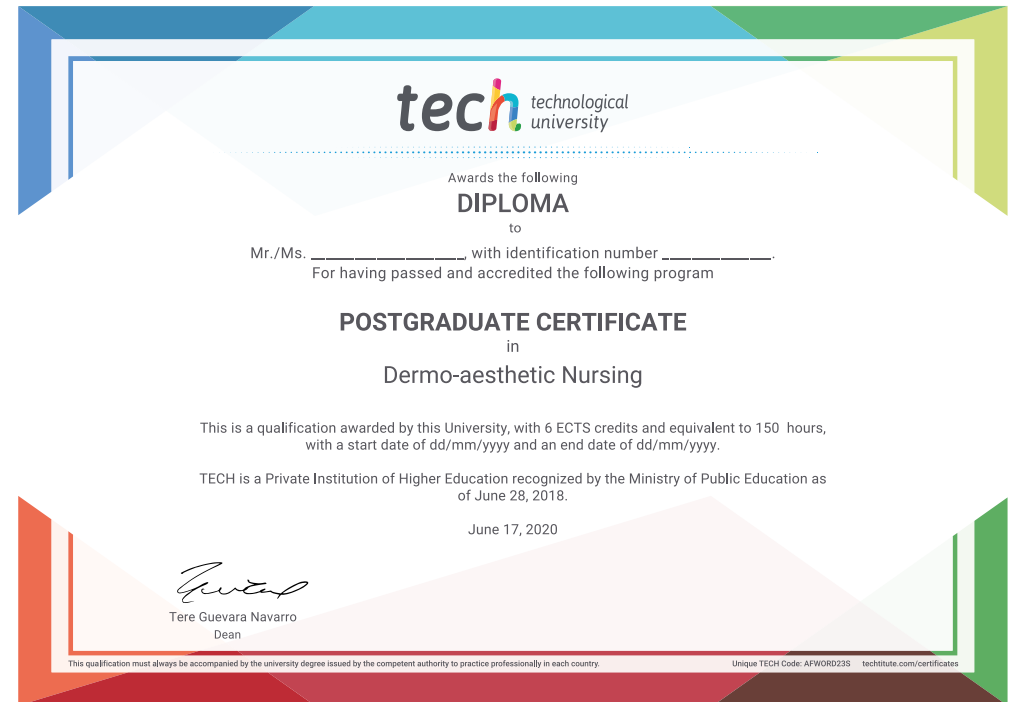 tech technological
university
Awards the following
DIPLOMA
to
Mr./Ms. ____________________, with identification number ______________.
For having passed and accredited the following program
POSTGRADUATE CERTIFICATE
in
Dermo-aesthetic Nursing
This is a qualification awarded by this University, with 6 ECTS credits and equivalent to 150 hours,
with a start date of dd/mm/yyyy and an end date of dd/mm/yyyy.
TECH is a Private Institution of Higher Education recognized by the Ministry of Public Education as
of June 28, 2018.
June 17, 2020
Tere Guevara Navarro
Dean
This qualification must always be accompanied by the university degree issued by the competent authority to practice professionally in each country.
Unique TECH Code: AFWORD23S techtitute.com/certificates